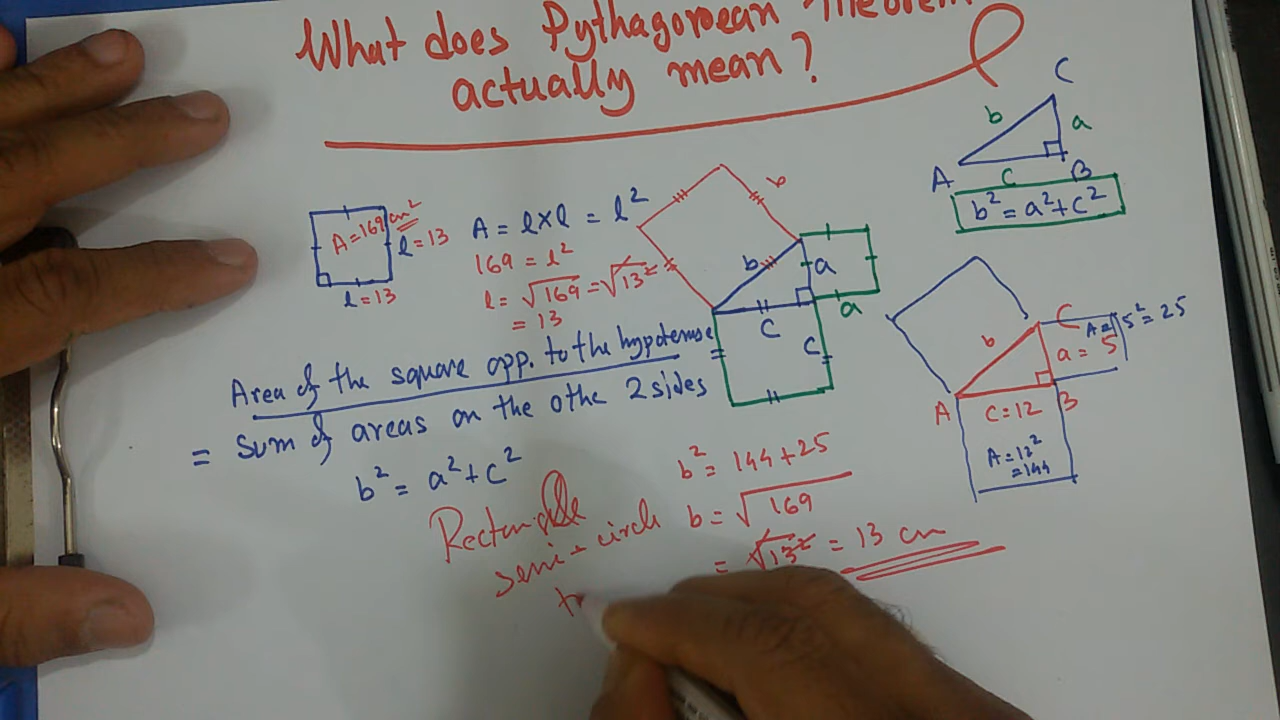 What does Pythagorean Theorem
actually mean?
C
b
a
A
C
B
b² = a² + c²
A = 169 cm²
l = 13
l = 13
A = l × l = l²
169 = l²
l = √169 = √13²
= 13
b
b
a
a
C
C
C
b
A = 5² = 25
a = 5
A
C = 12
B
A = 12²
= 144
Area of the square opp. to the hypotenuse
= Sum of areas on the othe 2 sides
b² = a² + c²
b² = 144 + 25
b = √169
= √13² = 13 cm
Rectangle
semi-circle
tr